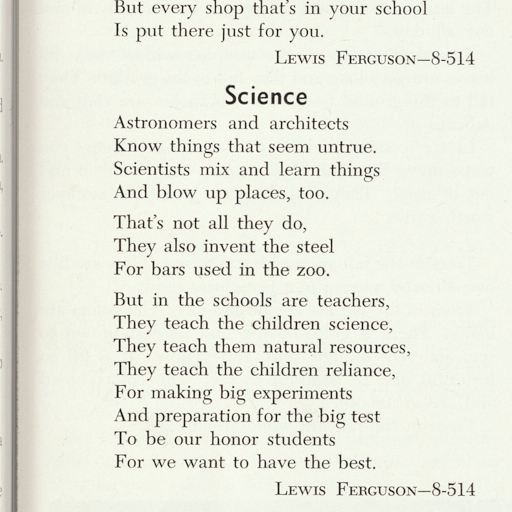 But every shop that's in your school
Is put there just for you.
Lewis Ferguson—8-514
Science
Astronomers and architects
Know things that seem untrue.
Scientists mix and learn things
And blow up places, too.
That's not all they do,
They also invent the steel
For bars used in the zoo.
But in the schools are teachers,
They teach the children science,
They teach them natural resources,
They teach the children reliance,
For making big experiments
And preparation for the big test
To be our honor students
For we want to have the best.
Lewis Ferguson—8-514